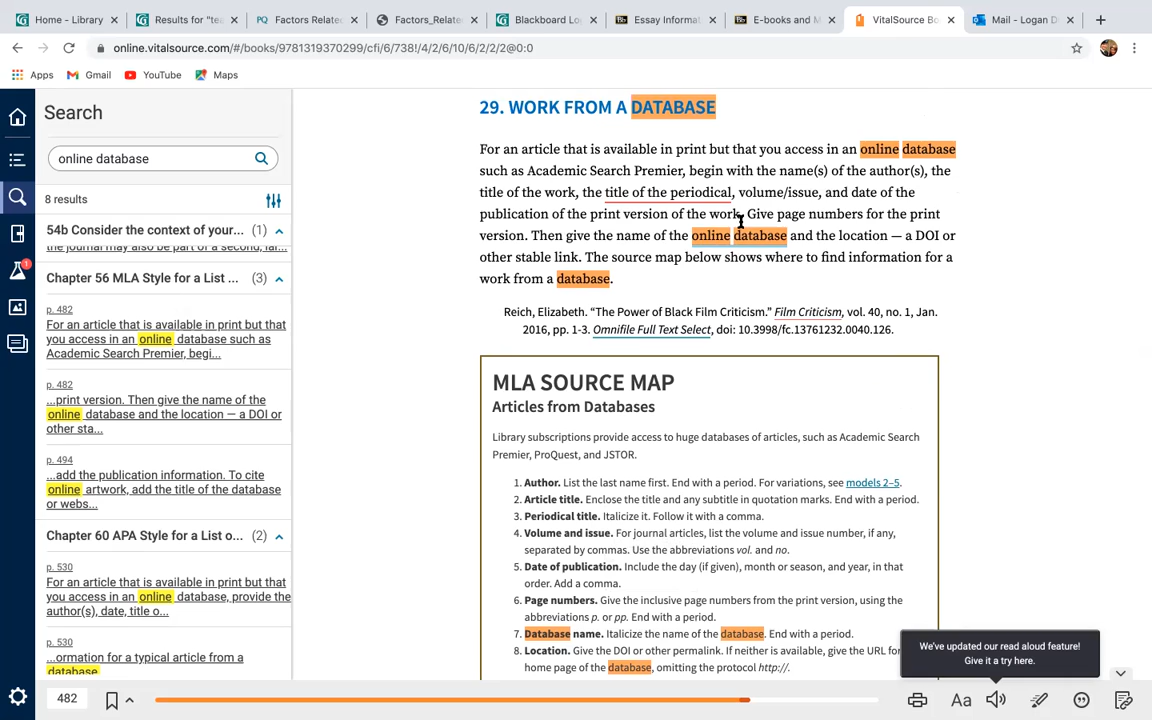 Home - Library
Results for "tea
PQ Factors Relate
Factors_Relate
Blackboard Lo
Bb Essay Informat
Bb E-books and M
VitalSource Bo
Mail - Logan D
online.vitalsource.com/#/books/9781319370299/cfi/6/738!/4/2/6/10/6/2/2/2@0:0
Apps Gmail YouTube Maps
Search
online database
8 results
54b Consider the context of your... (1)
the journal may also be part of a second, lar...
Chapter 56 MLA Style for a List ... (3)
p. 482
For an article that is available in print but that
you access in an online database such as
Academic Search Premier, begi...
p. 482
...print version. Then give the name of the
online database and the location — a DOI or
other sta...
p. 494
...add the publication information. To cite
online artwork, add the title of the database
or webs...
Chapter 60 APA Style for a List o... (2)
p. 530
For an article that is available in print but that
you access in an online database, provide the
author(s), date, title o...
p. 530
...ormation for a typical article from a
database
29. WORK FROM A DATABASE
For an article that is available in print but that you access in an online database
such as Academic Search Premier, begin with the name(s) of the author(s), the
title of the work, the title of the periodical, volume/issue, and date of the
publication of the print version of the work. Give page numbers for the print
version. Then give the name of the online database and the location — a DOI or
other stable link. The source map below shows where to find information for a
work from a database.
Reich, Elizabeth. “The Power of Black Film Criticism.” Film Criticism, vol. 40, no. 1, Jan.
2016, pp. 1-3. Omnifile Full Text Select, doi: 10.3998/fc.13761232.0040.126.
MLA SOURCE MAP
Articles from Databases
Library subscriptions provide access to huge databases of articles, such as Academic Search
Premier, ProQuest, and JSTOR.
1. Author. List the last name first. End with a period. For variations, see models 2–5.
2. Article title. Enclose the title and any subtitle in quotation marks. End with a period.
3. Periodical title. Italicize it. Follow it with a comma.
4. Volume and issue. For journal articles, list the volume and issue number, if any,
separated by commas. Use the abbreviations vol. and no.
5. Date of publication. Include the day (if given), month or season, and year, in that
order. Add a comma.
6. Page numbers. Give the inclusive page numbers from the print version, using the
abbreviations p. or pp. End with a period.
7. Database name. Italicize the name of the database. End with a period.
8. Location. Give the DOI or other permalink. If neither is available, give the URL for
home page of the database, omitting the protocol http://.
We've updated our read aloud feature!
Give it a try here.
482
Aa